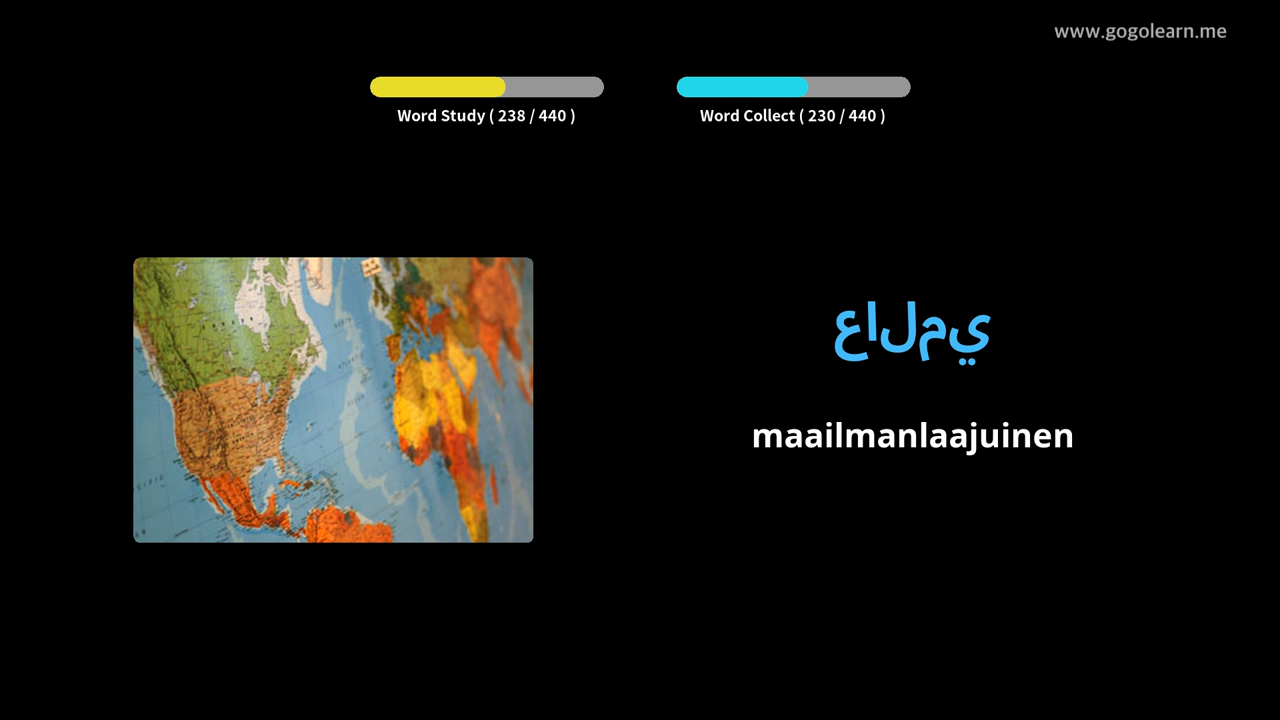 www.gogolearn.me
Word Study ( 238 / 440 )
Word Collect ( 230 / 440 )
عالمي
maailmanlaajuinen